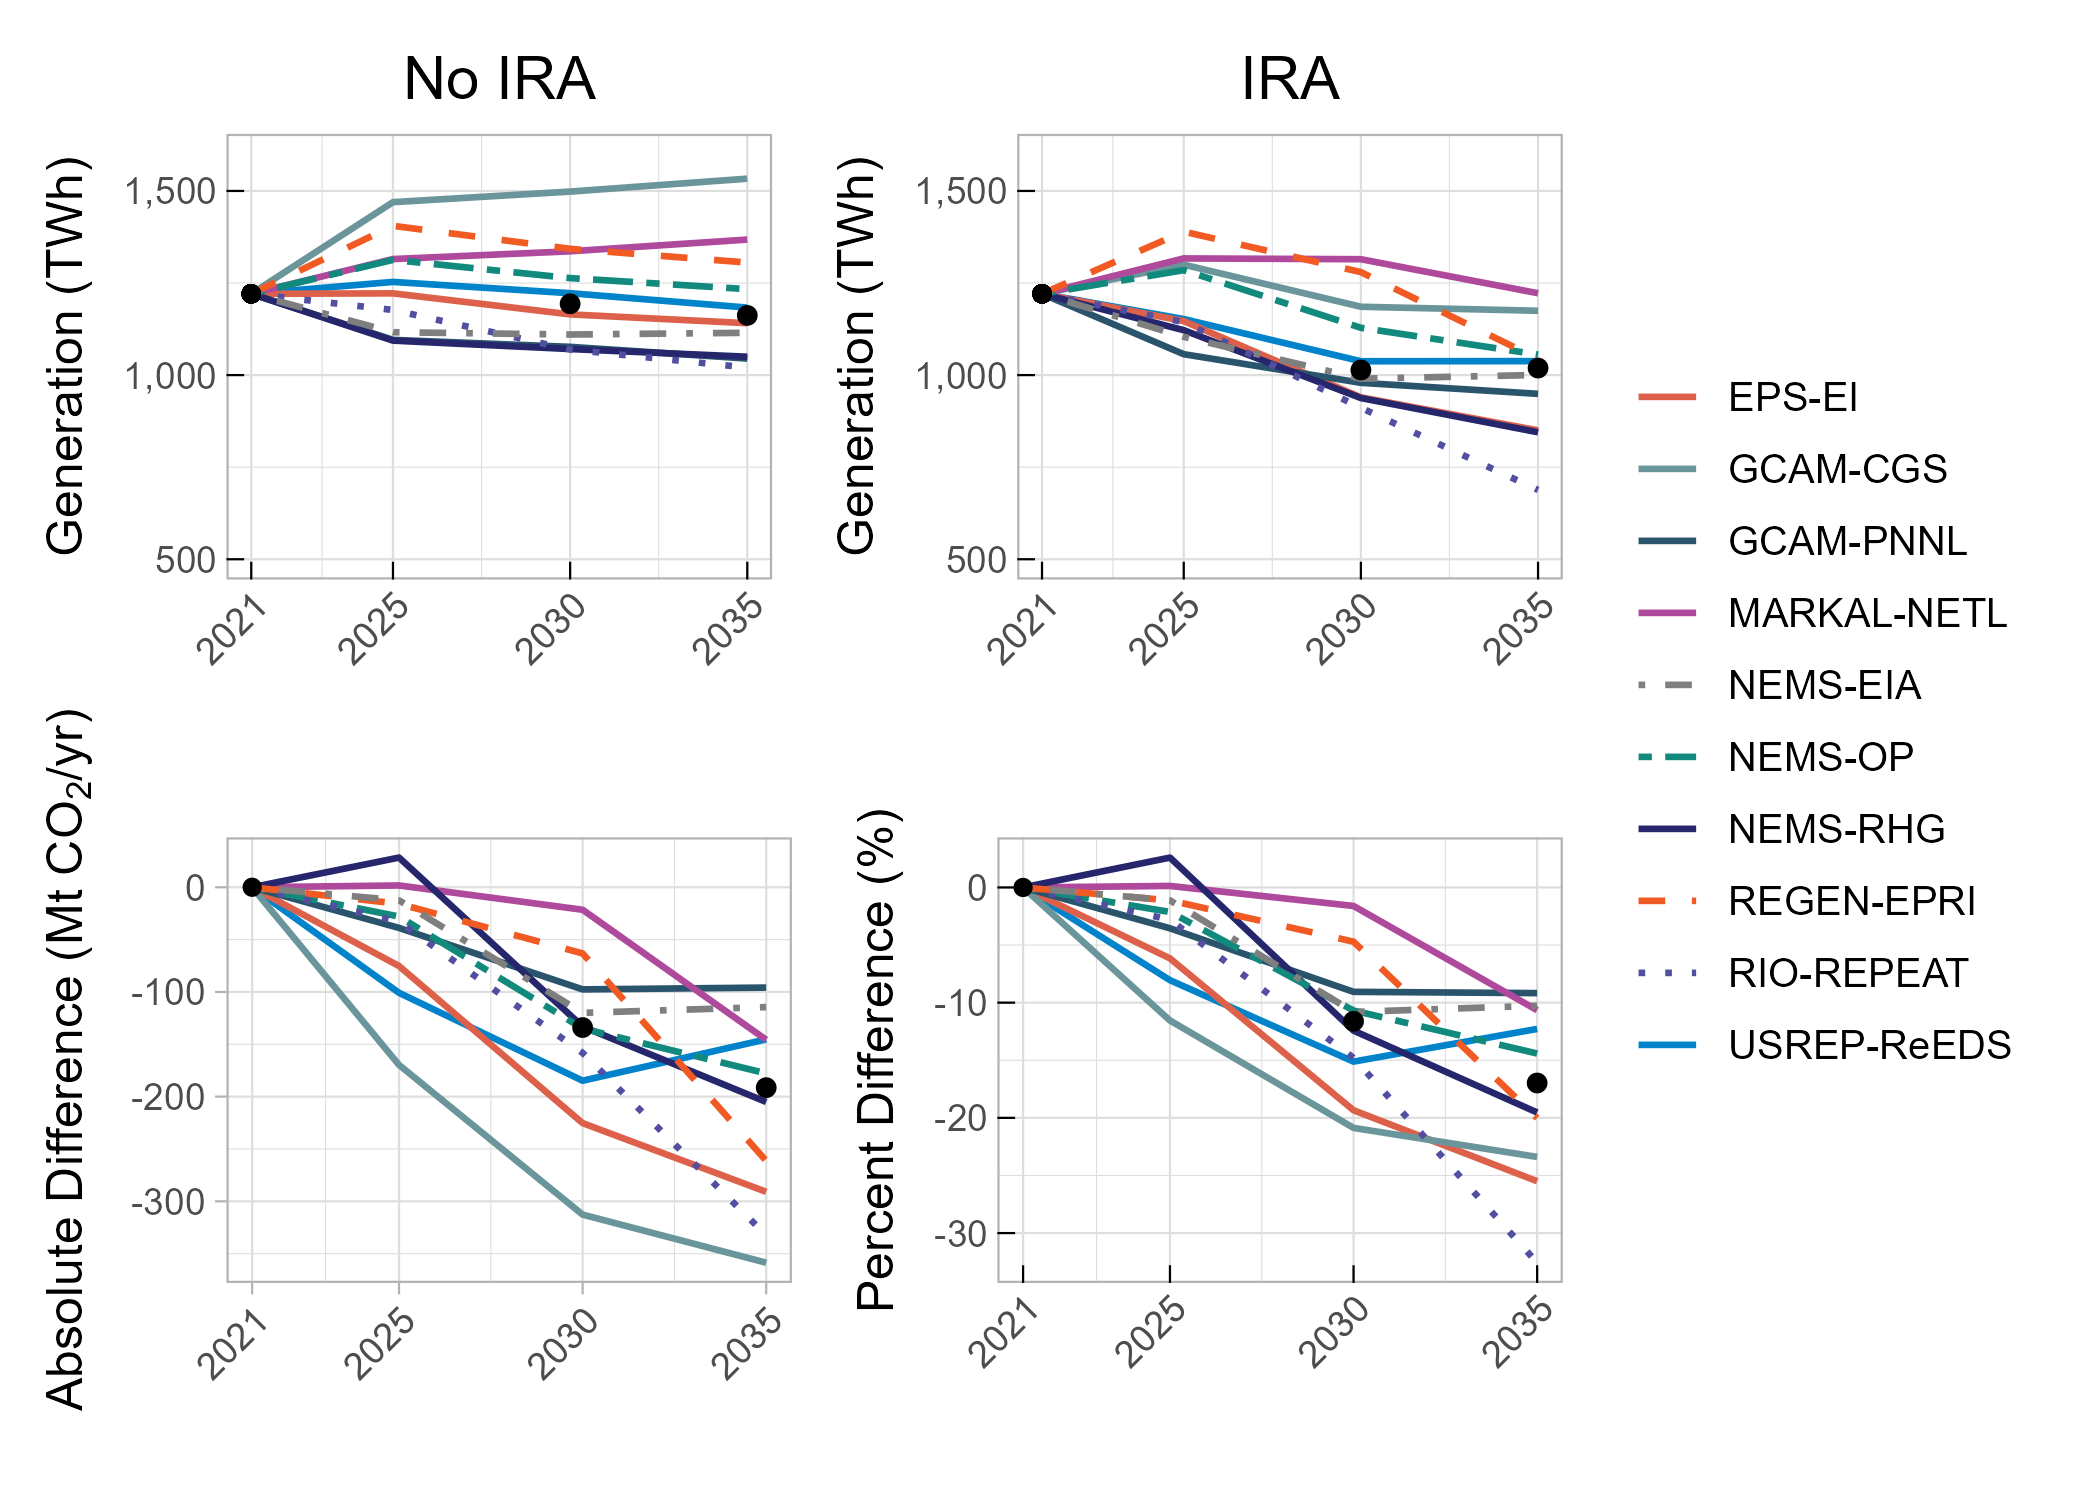 No IRA
IRA
Generation (TWh)
1,500
1,000
500
2021
2025
2030
2035
Generation (TWh)
1,500
1,000
500
2021
2025
2030
2035
EPS-EI
GCAM-CGS
GCAM-PNNL
MARKAL-NETL
NEMS-EIA
NEMS-OP
NEMS-RHG
REGEN-EPRI
RIO-REPEAT
USREP-ReEDS
Absolute Difference (Mt CO₂/yr)
0
-100
-200
-300
2021
2025
2030
2035
Percent Difference (%)
0
-10
-20
-30
2021
2025
2030
2035